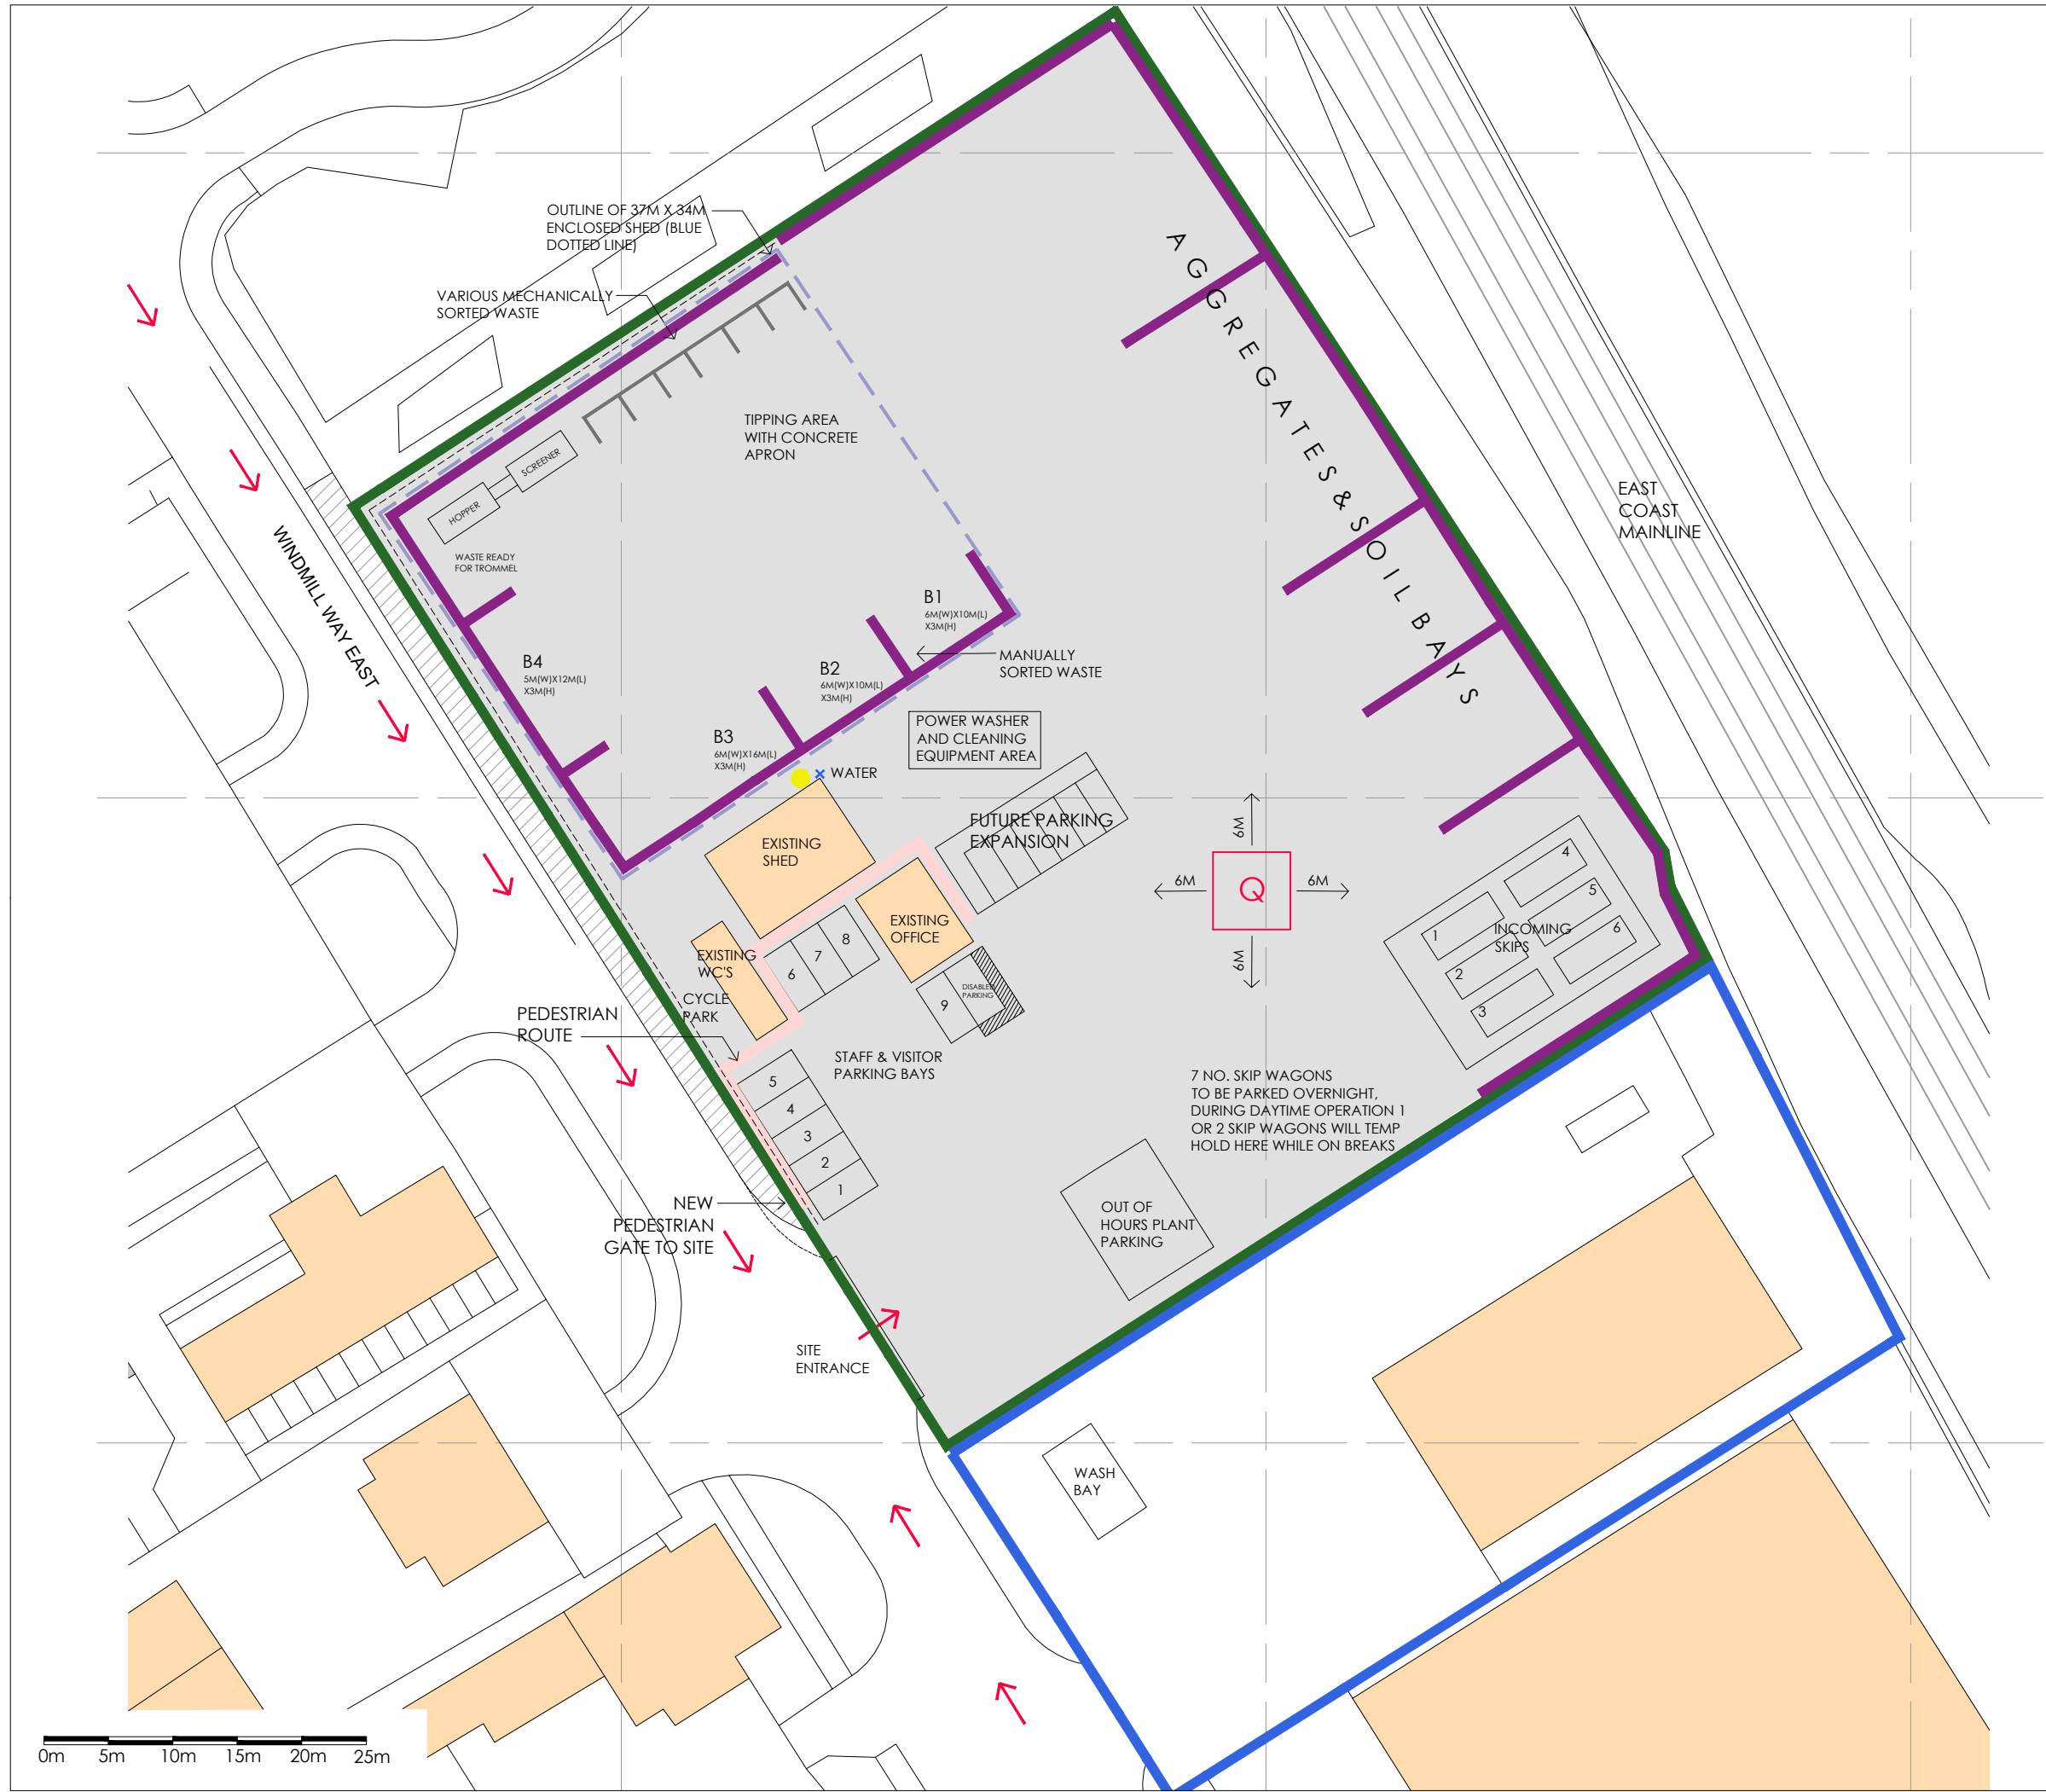 OUTLINE OF 37M X 34M
ENCLOSED SHED (BLUE
DOTTED LINE)
VARIOUS MECHANICALLY
SORTED WASTE
AGGREGATES & SOIL BAYS
TIPPING AREA
WITH CONCRETE
APRON
SCREENER
HOPPER
WASTE READY
FOR TROMMEL
EAST
COAST
MAINLINE
WINDMILL WAY EAST
B1
6M(W)X10M(L)
X3M(H)
MANUALLY
SORTED WASTE
B2
6M(W)X10M(L)
X3M(H)
B4
5M(W)X12M(L)
X3M(H)
B3
6M(W)X16M(L)
X3M(H)
POWER WASHER
AND CLEANING
EQUIPMENT AREA
WATER
EXISTING
SHED
FUTURE PARKING
EXPANSION
6M
6M
Q
6M
6M
EXISTING
OFFICE
EXISTING
WC'S
CYCLE
PARK
6
7
8
9
DISABLED
PARKING
4
5
6
1
2
3
INCOMING
SKIPS
PEDESTRIAN
ROUTE
STAFF & VISITOR
PARKING BAYS
5
4
3
2
1
7 NO. SKIP WAGONS
TO BE PARKED OVERNIGHT,
DURING DAYTIME OPERATION 1
OR 2 SKIP WAGONS WILL TEMP
HOLD HERE WHILE ON BREAKS
NEW
PEDESTRIAN
GATE TO SITE
OUT OF
HOURS PLANT
PARKING
SITE
ENTRANCE
WASH
BAY
0m 5m 10m 15m 20m 25m